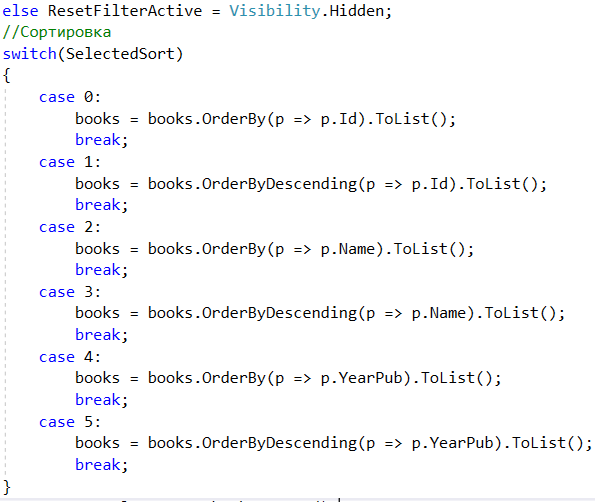 else ResetFilterActive = Visibility.Hidden;
//Сортировка
switch(SelectedSort)
{
case 0:
books = books.OrderBy(p => p.Id).ToList();
break;
case 1:
books = books.OrderByDescending(p => p.Id).ToList();
break;
case 2:
books = books.OrderBy(p => p.Name).ToList();
break;
case 3:
books = books.OrderByDescending(p => p.Name).ToList();
break;
case 4:
books = books.OrderBy(p => p.YearPub).ToList();
break;
case 5:
books = books.OrderByDescending(p => p.YearPub).ToList();
break;
}